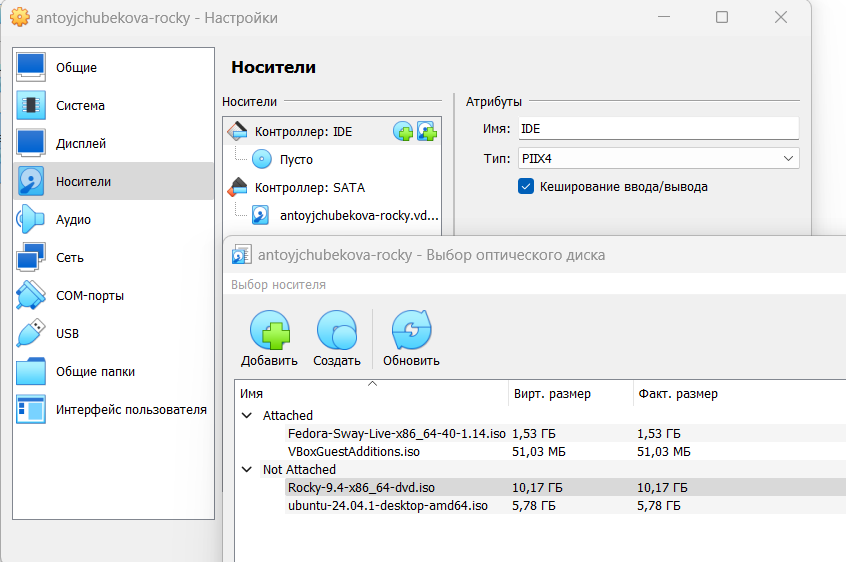 antoyjchubekova-rocky - Настройки
Общие
Система
Дисплей
Носители
Аудио
Сеть
COM-порты
USB
Общие папки
Интерфейс пользователя
Носители
Носители
Контроллер: IDE
Пусто
Контроллер: SATA
antoyjchubekova-rocky.vd...
Атрибуты
Имя: IDE
Тип: PIIX4
Кеширование ввода/вывода
antoyjchubekova-rocky - Выбор оптического диска
Выбор носителя
Добавить Создать Обновить
Имя Вирт. размер Факт. размер
Attached
Fedora-Sway-Live-x86_64-40-1.14.iso 1,53 ГБ 1,53 ГБ
VBoxGuestAdditions.iso 51,03 МБ 51,03 МБ
Not Attached
Rocky-9.4-x86_64-dvd.iso 10,17 ГБ 10,17 ГБ
ubuntu-24.04.1-desktop-amd64.iso 5,78 ГБ 5,78 ГБ